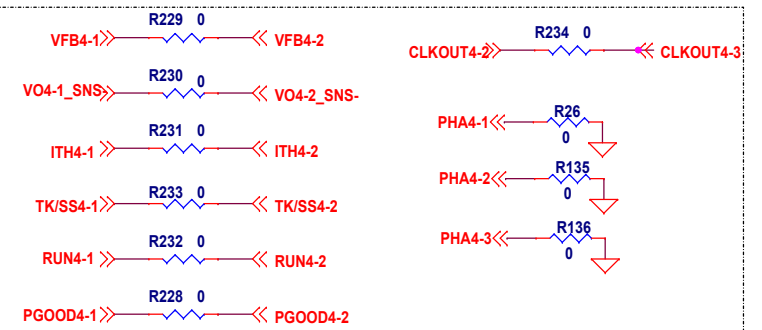 R229 0
VFB4-1 VFB4-2
R230 0
VO4-1_SNS- VO4-2_SNS-
R231 0
ITH4-1 ITH4-2
R233 0
TK/SS4-1 TK/SS4-2
R232 0
RUN4-1 RUN4-2
R228 0
PGOOD4-1 PGOOD4-2
R234 0
CLKOUT4-2 CLKOUT4-3
R26
PHA4-1
0
R135
PHA4-2
0
R136
PHA4-3
0